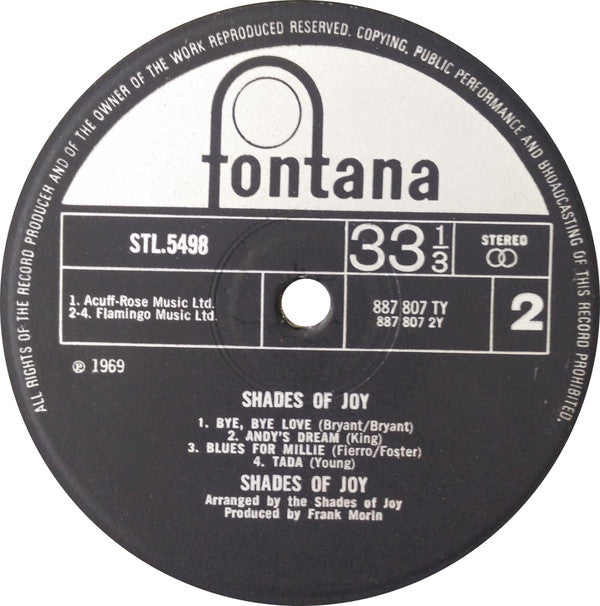 ALL RIGHTS OF THE RECORD PRODUCER AND OF THE OWNER OF THE WORK REPRODUCED RESERVED. COPYING, PUBLIC PERFORMANCE AND BROADCASTING OF THIS RECORD PROHIBITED.
fontana
STL.5498
33 1/3
STEREO
1. Acuff-Rose Music Ltd.
2-4. Flamingo Music Ltd.
887 807 TY
887 807 2Y
2
℗ 1969
SHADES OF JOY
1. BYE, BYE LOVE (Bryant/Bryant)
2. ANDY'S DREAM (King)
3. BLUES FOR MILLIE (Fierro/Foster)
4. TADA (Young)
SHADES OF JOY
Arranged by the Shades of Joy
Produced by Frank Morin